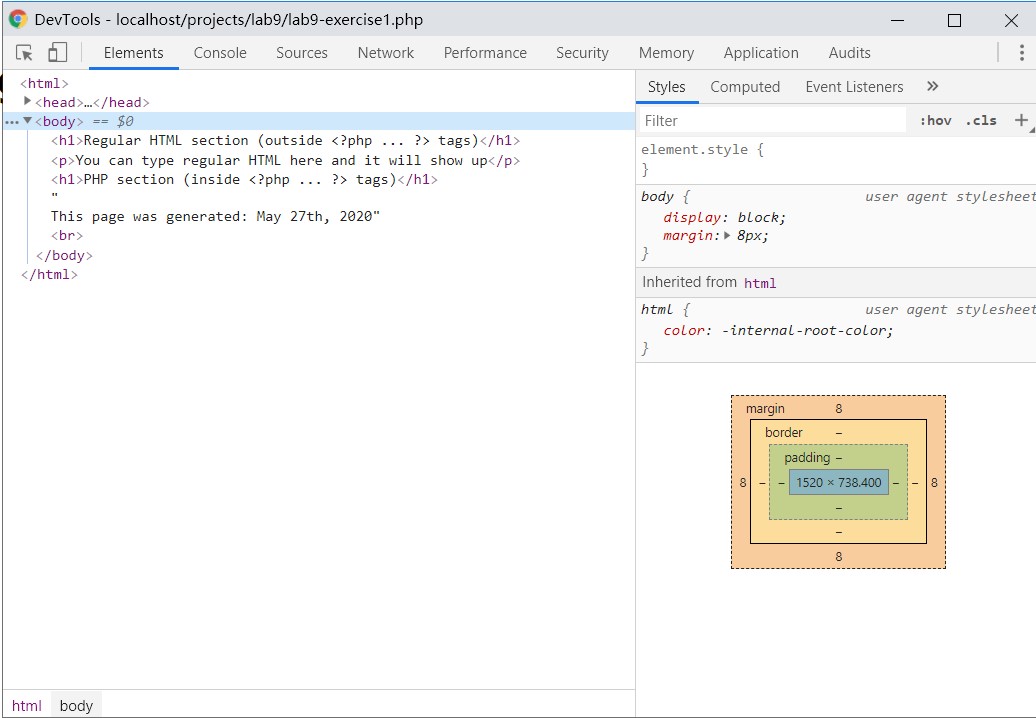 DevTools - localhost/projects/lab9/lab9-exercise1.php
Elements Console Sources Network Performance Security Memory Application Audits
<html>
<head>…</head>
<body> == $0
<h1>Regular HTML section (outside <?php ... ?> tags)</h1>
<p>You can type regular HTML here and it will show up</p>
<h1>PHP section (inside <?php ... ?> tags)</h1>
"
This page was generated: May 27th, 2020"
<br>
</body>
</html>
html body
Styles Computed Event Listeners »
Filter :hov .cls +
element.style {
}
body { user agent stylesheet
display: block;
margin: 8px;
}
Inherited from html
html { user agent stylesheet
color: -internal-root-color;
}
margin 8
border –
padding –
8 – – 1520 × 738.400 – – 8
–
–
8